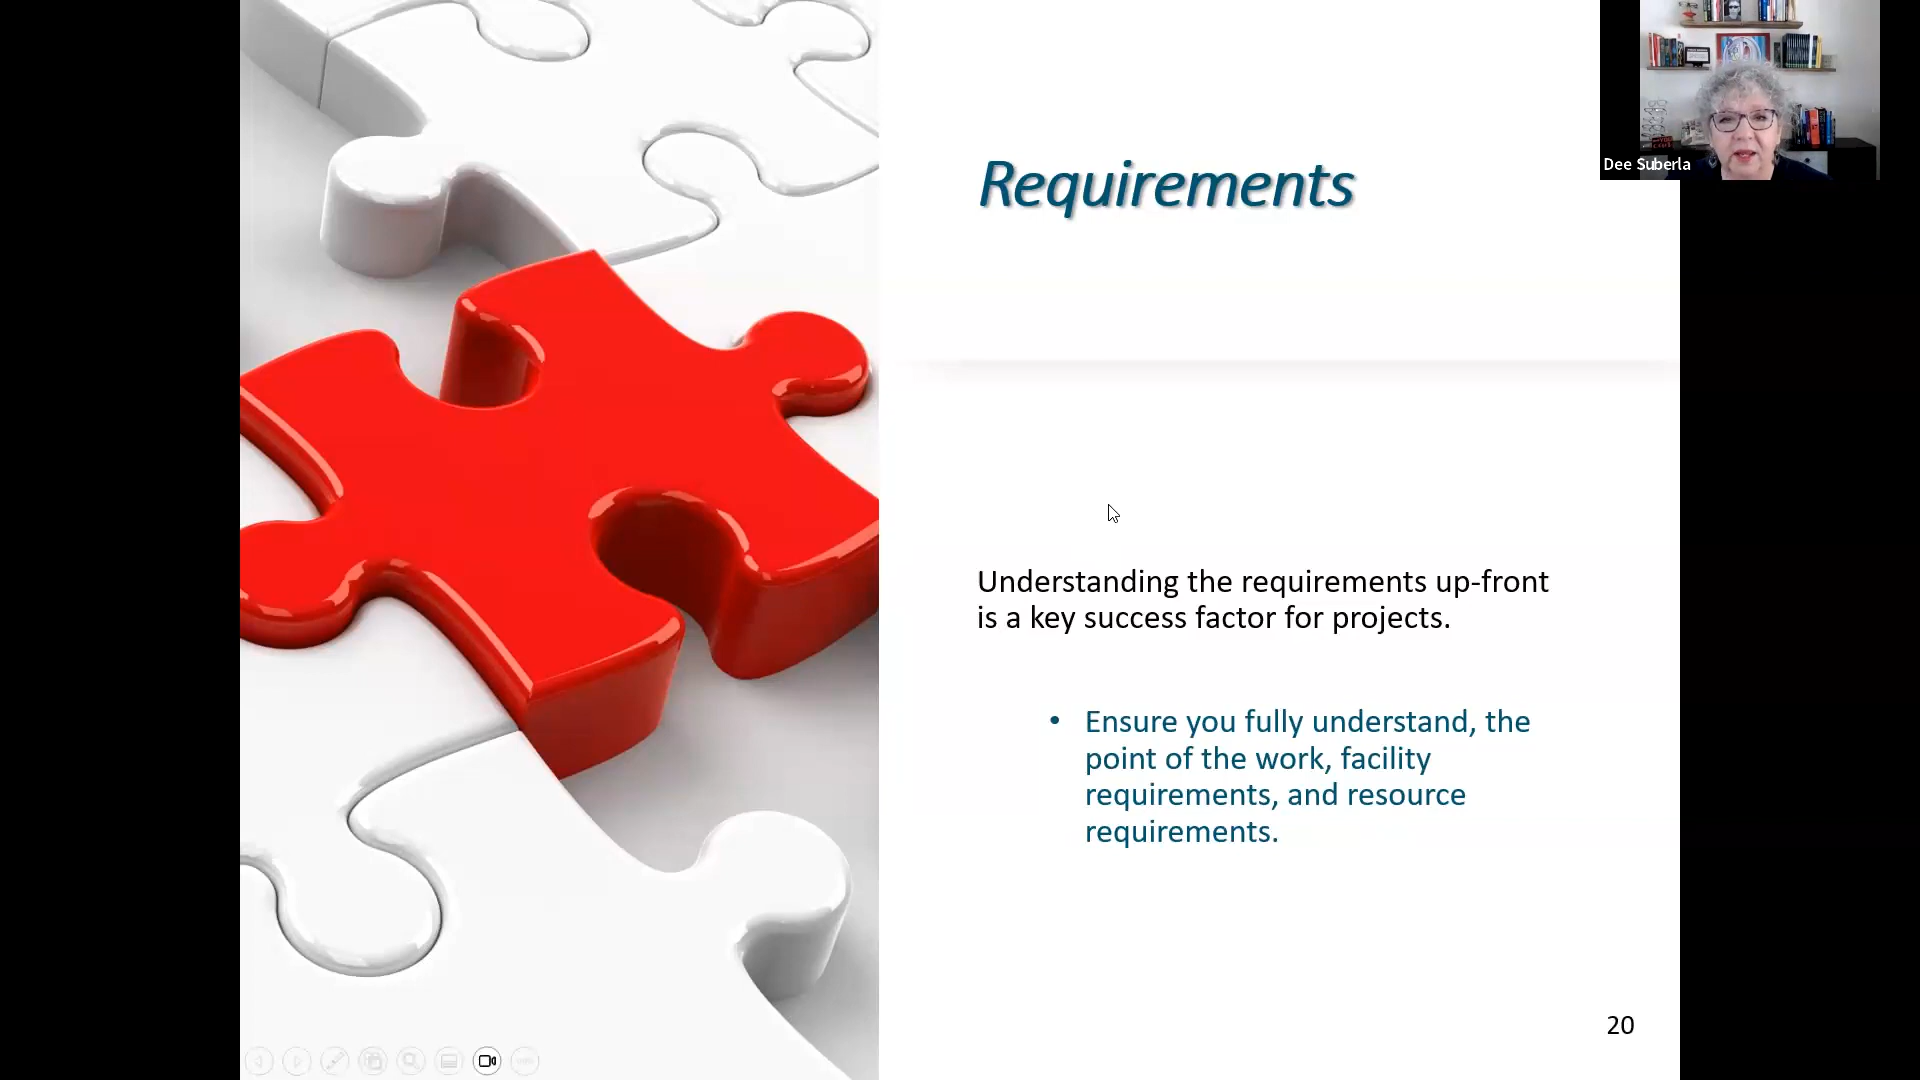 Requirements
Dee Suberla
Understanding the requirements up-front
is a key success factor for projects.
• Ensure you fully understand, the
point of the work, facility
requirements, and resource
requirements.
20